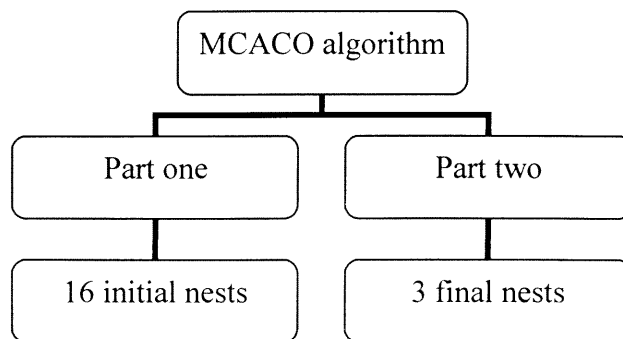 MCACO algorithm
Part one
Part two
16 initial nests
3 final nests